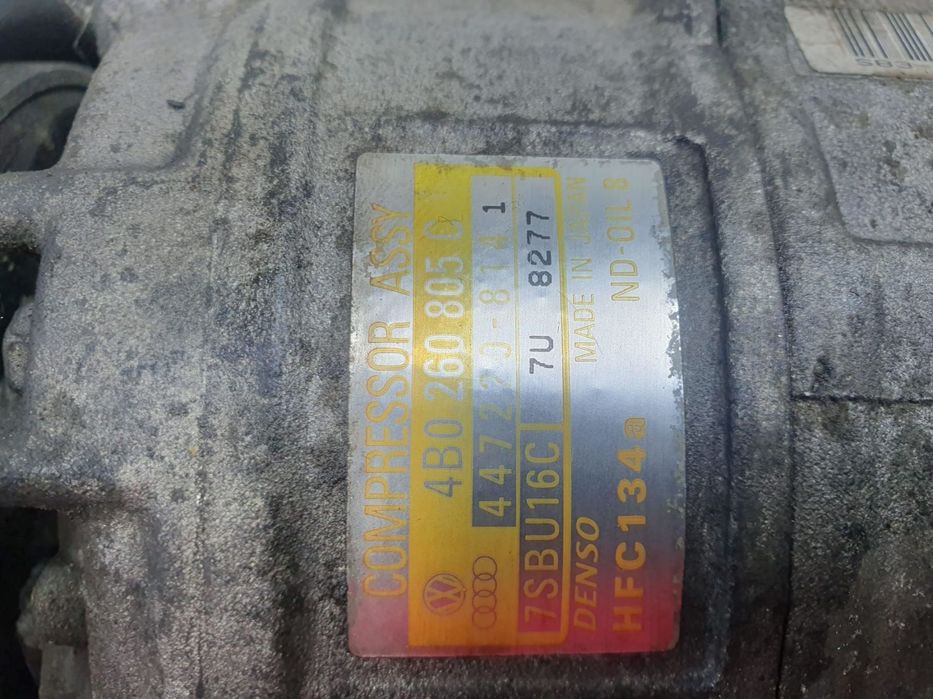 COMPRESSOR ASSY
4B0 260 805 C
447220-8141
7SBU16C 7U 8277
DENSO MADE IN JAPAN
HFC134a ND-OIL 8